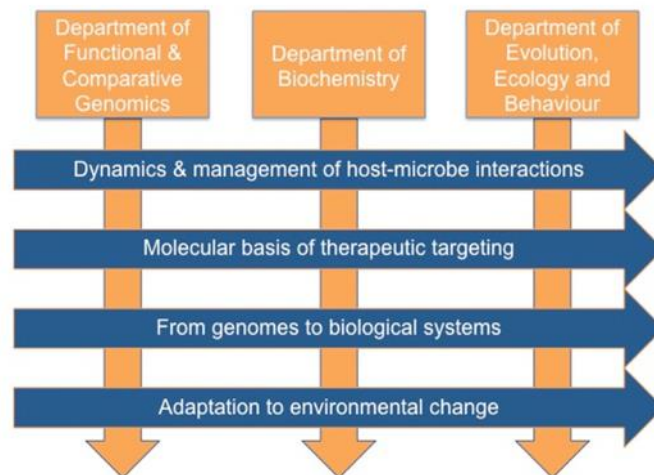 Department of
Functional &
Comparative
Genomics
Department of
Biochemistry
Department of
Evolution,
Ecology and
Behaviour
Dynamics & management of host-microbe interactions
Molecular basis of therapeutic targeting
From genomes to biological systems
Adaptation to environmental change